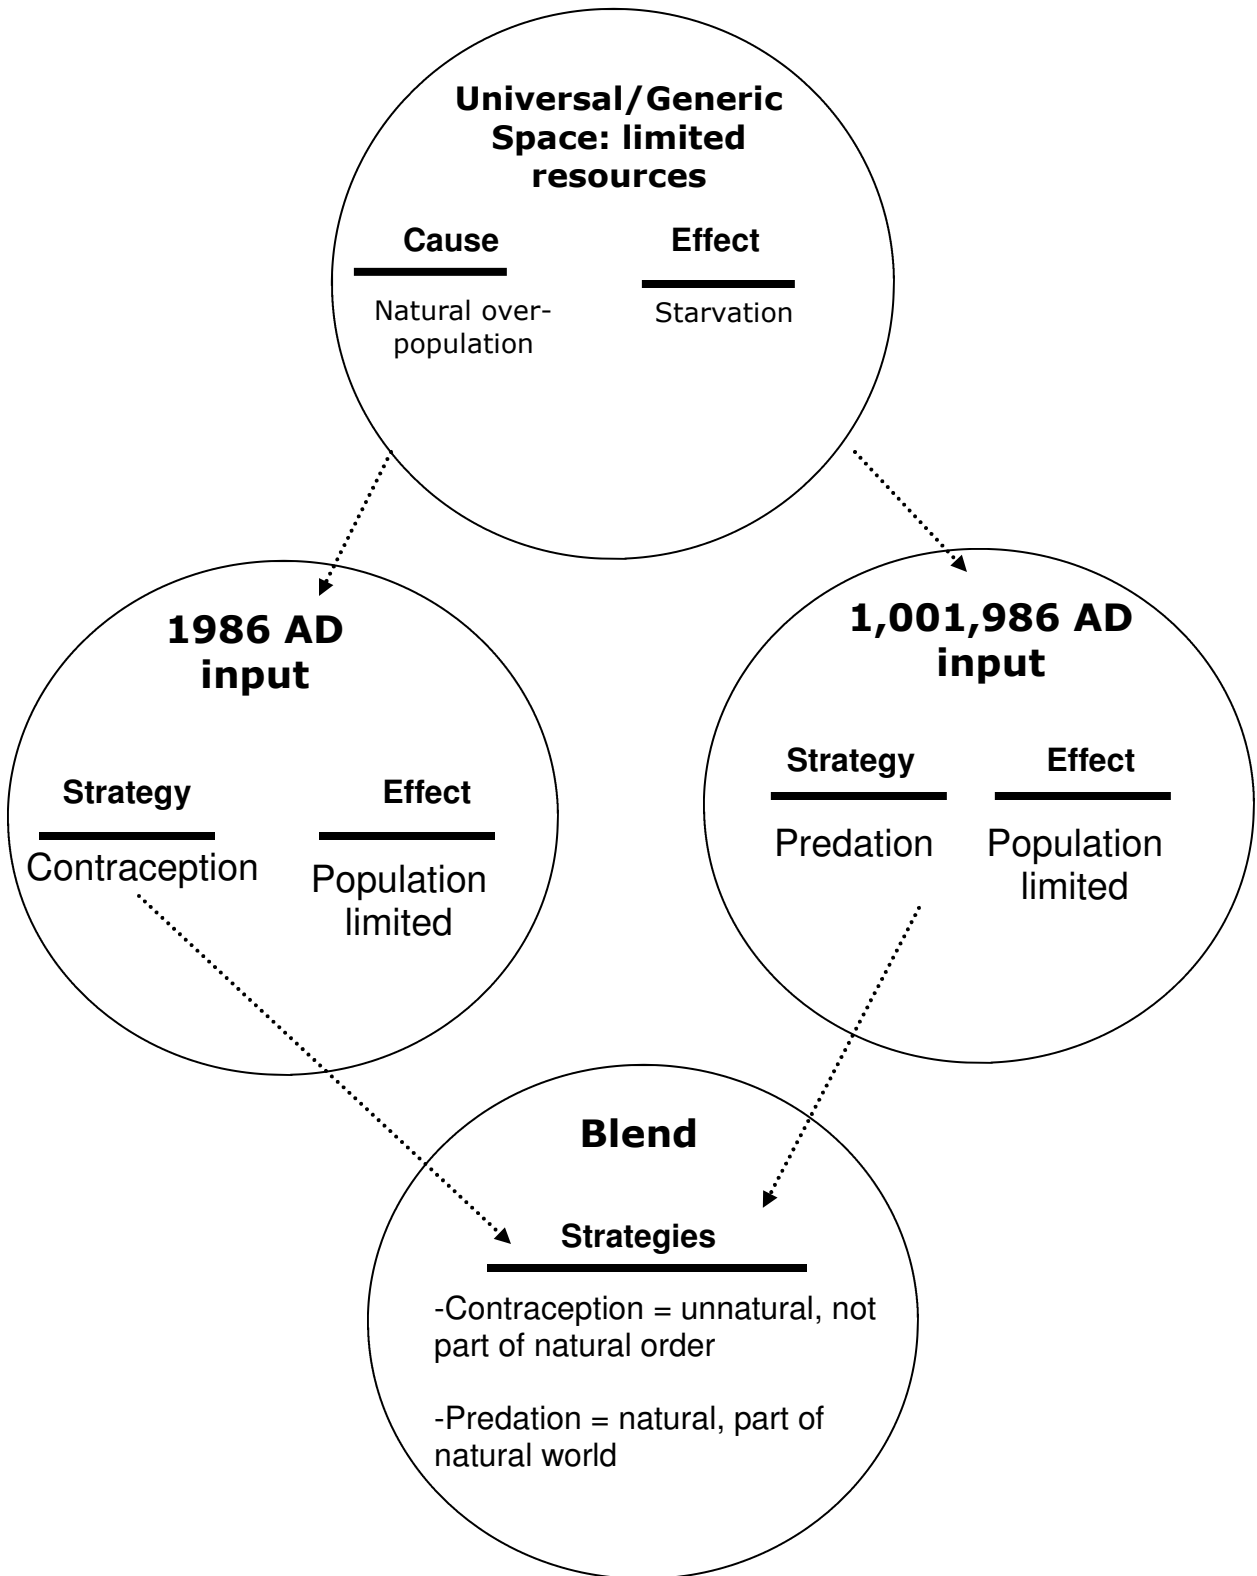 Universal/Generic
Space: limited
resources
Cause
Effect
Natural over-
population
Starvation
1986 AD
input
Strategy
Effect
Contraception
Population
limited
1,001,986 AD
input
Strategy
Effect
Predation
Population
limited
Blend
Strategies
-Contraception = unnatural, not
part of natural order
-Predation = natural, part of
natural world